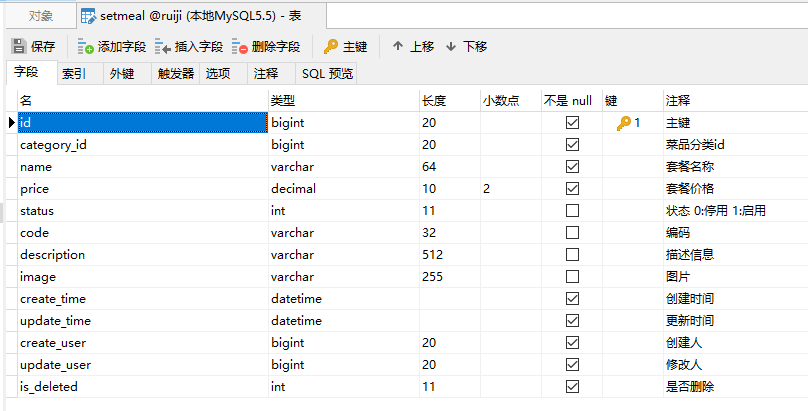 对象 setmeal @ruiji (本地MySQL5.5) - 表
保存 添加字段 插入字段 删除字段 主键 上移 下移
字段 索引 外键 触发器 选项 注释 SQL 预览
名 类型 长度 小数点 不是 null 键 注释
id bigint 20 1 主键
category_id bigint 20 菜品分类id
name varchar 64 套餐名称
price decimal 10 2 套餐价格
status int 11 状态 0:停用 1:启用
code varchar 32 编码
description varchar 512 描述信息
image varchar 255 图片
create_time datetime 创建时间
update_time datetime 更新时间
create_user bigint 20 创建人
update_user bigint 20 修改人
is_deleted int 11 是否删除